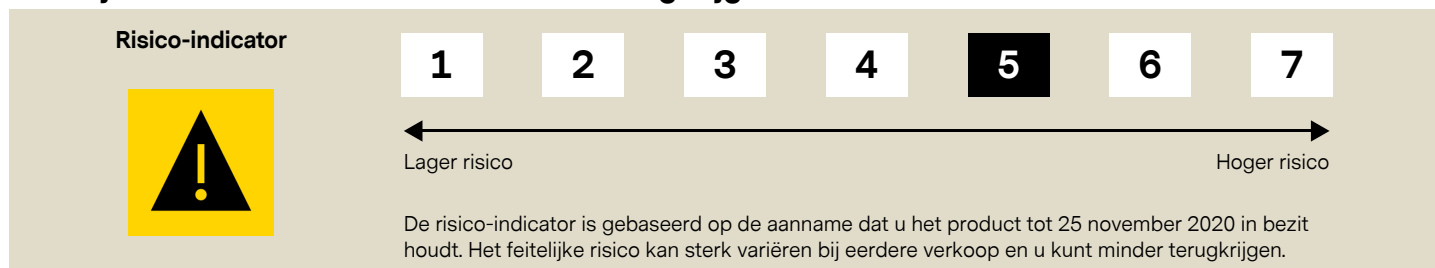 Risico-indicator
1 2 3 4 5 6 7
Lager risico Hoger risico
De risico-indicator is gebaseerd op de aanname dat u het product tot 25 november 2020 in bezit
houdt. Het feitelijke risico kan sterk variëren bij eerdere verkoop en u kunt minder terugkrijgen.